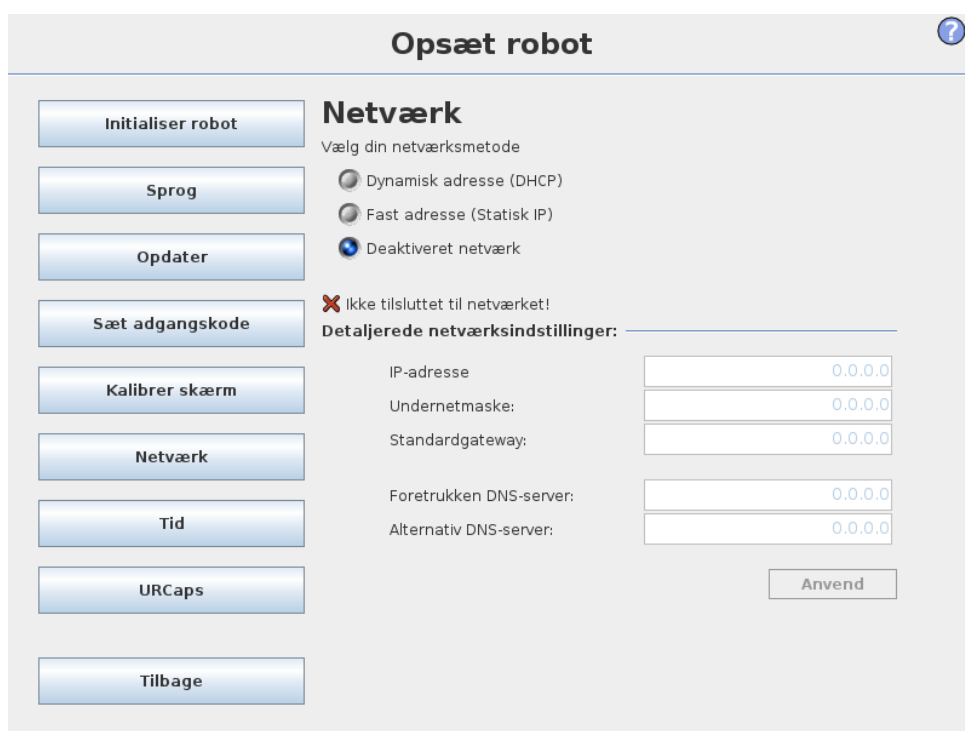 Opsæt robot
?
Initialiser robot
Sprog
Opdater
Sæt adgangskode
Kalibrer skærm
Netværk
Tid
URCaps
Tilbage
Netværk
Vælg din netværksmetode
Dynamisk adresse (DHCP)
Fast adresse (Statisk IP)
Deaktiveret netværk
Ikke tilsluttet til netværket!
Detaljerede netværksindstillinger:
IP-adresse 0.0.0.0
Undernetmaske: 0.0.0.0
Standardgateway: 0.0.0.0
Foretrukken DNS-server: 0.0.0.0
Alternativ DNS-server: 0.0.0.0
Anvend